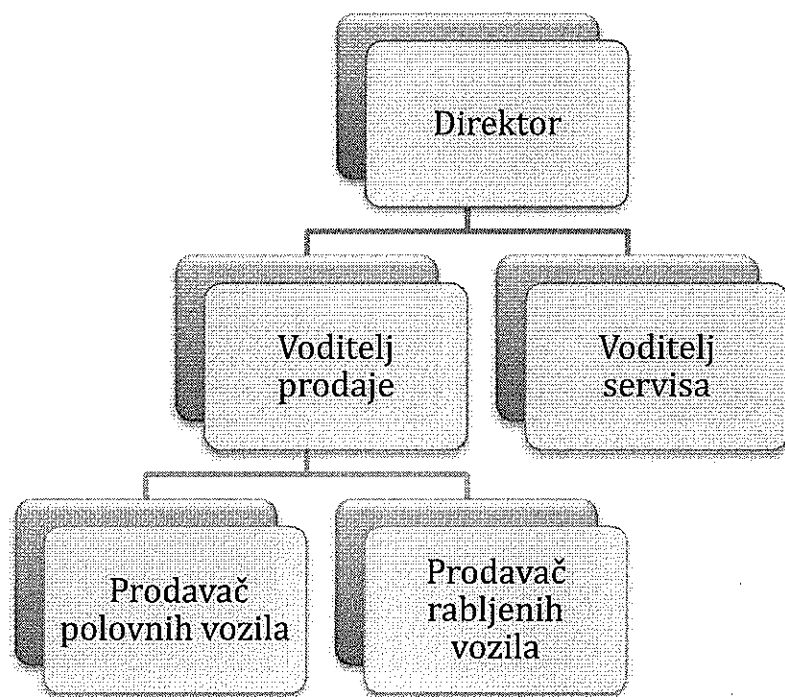 Direktor
Voditelj
prodaje
Voditelj
servisa
Prodavač
polovnih vozila
Prodavač
rabljenih
vozila